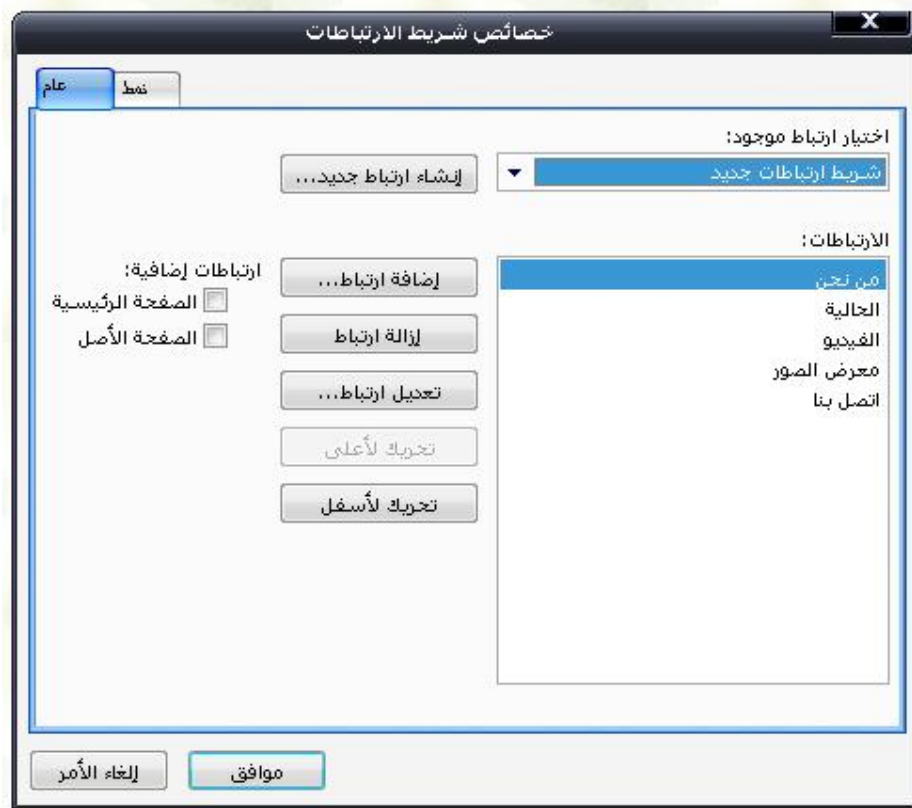 خصائص شريط الارتباطات
X
عام
نمط
اختيار ارتباط موجود:
شريط ارتباطات جديد
إنشاء ارتباط جديد...
الارتباطات:
من نحن
الحالية
الفيديو
معرض الصور
اتصل بنا
إضافة ارتباط...
إزالة ارتباط
تعديل ارتباط...
تحريك لأعلى
تحريك لأسفل
ارتباطات إضافية:
الصفحة الرئيسية
الصفحة الأصل
موافق
إلغاء الأمر